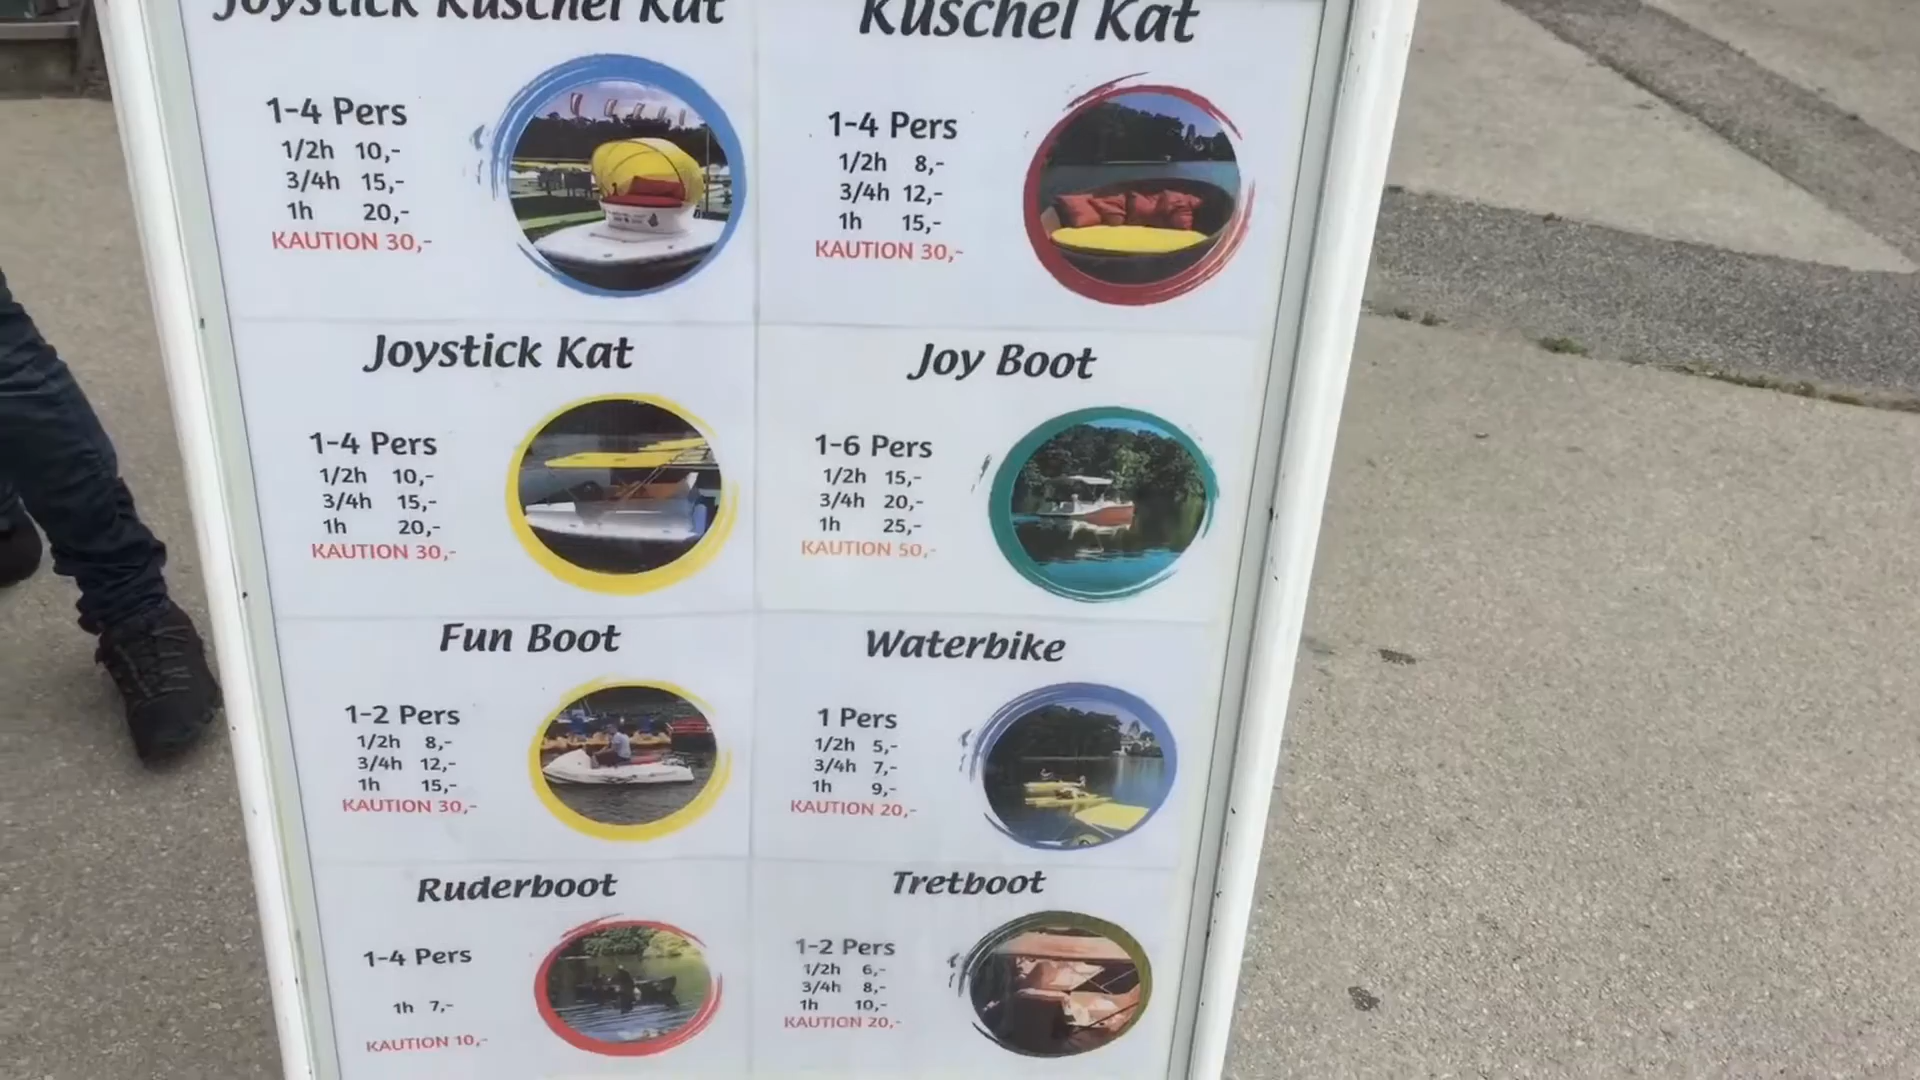 Joystick Kuschel Kat
1-4 Pers
1/2h 10,-
3/4h 15,-
1h 20,-
KAUTION 30,-
Kuschel Kat
1-4 Pers
1/2h 8,-
3/4h 12,-
1h 15,-
KAUTION 30,-
Joystick Kat
1-4 Pers
1/2h 10,-
3/4h 15,-
1h 20,-
KAUTION 30,-
Joy Boot
1-6 Pers
1/2h 15,-
3/4h 20,-
1h 25,-
KAUTION 50,-
Fun Boot
1-2 Pers
1/2h 8,-
3/4h 12,-
1h 15,-
KAUTION 30,-
Waterbike
1 Pers
1/2h 5,-
3/4h 7,-
1h 9,-
KAUTION 20,-
Ruderboot
1-4 Pers
1h 7,-
KAUTION 10,-
Tretboot
1-2 Pers
1/2h 6,-
3/4h 8,-
1h 10,-
KAUTION 20,-